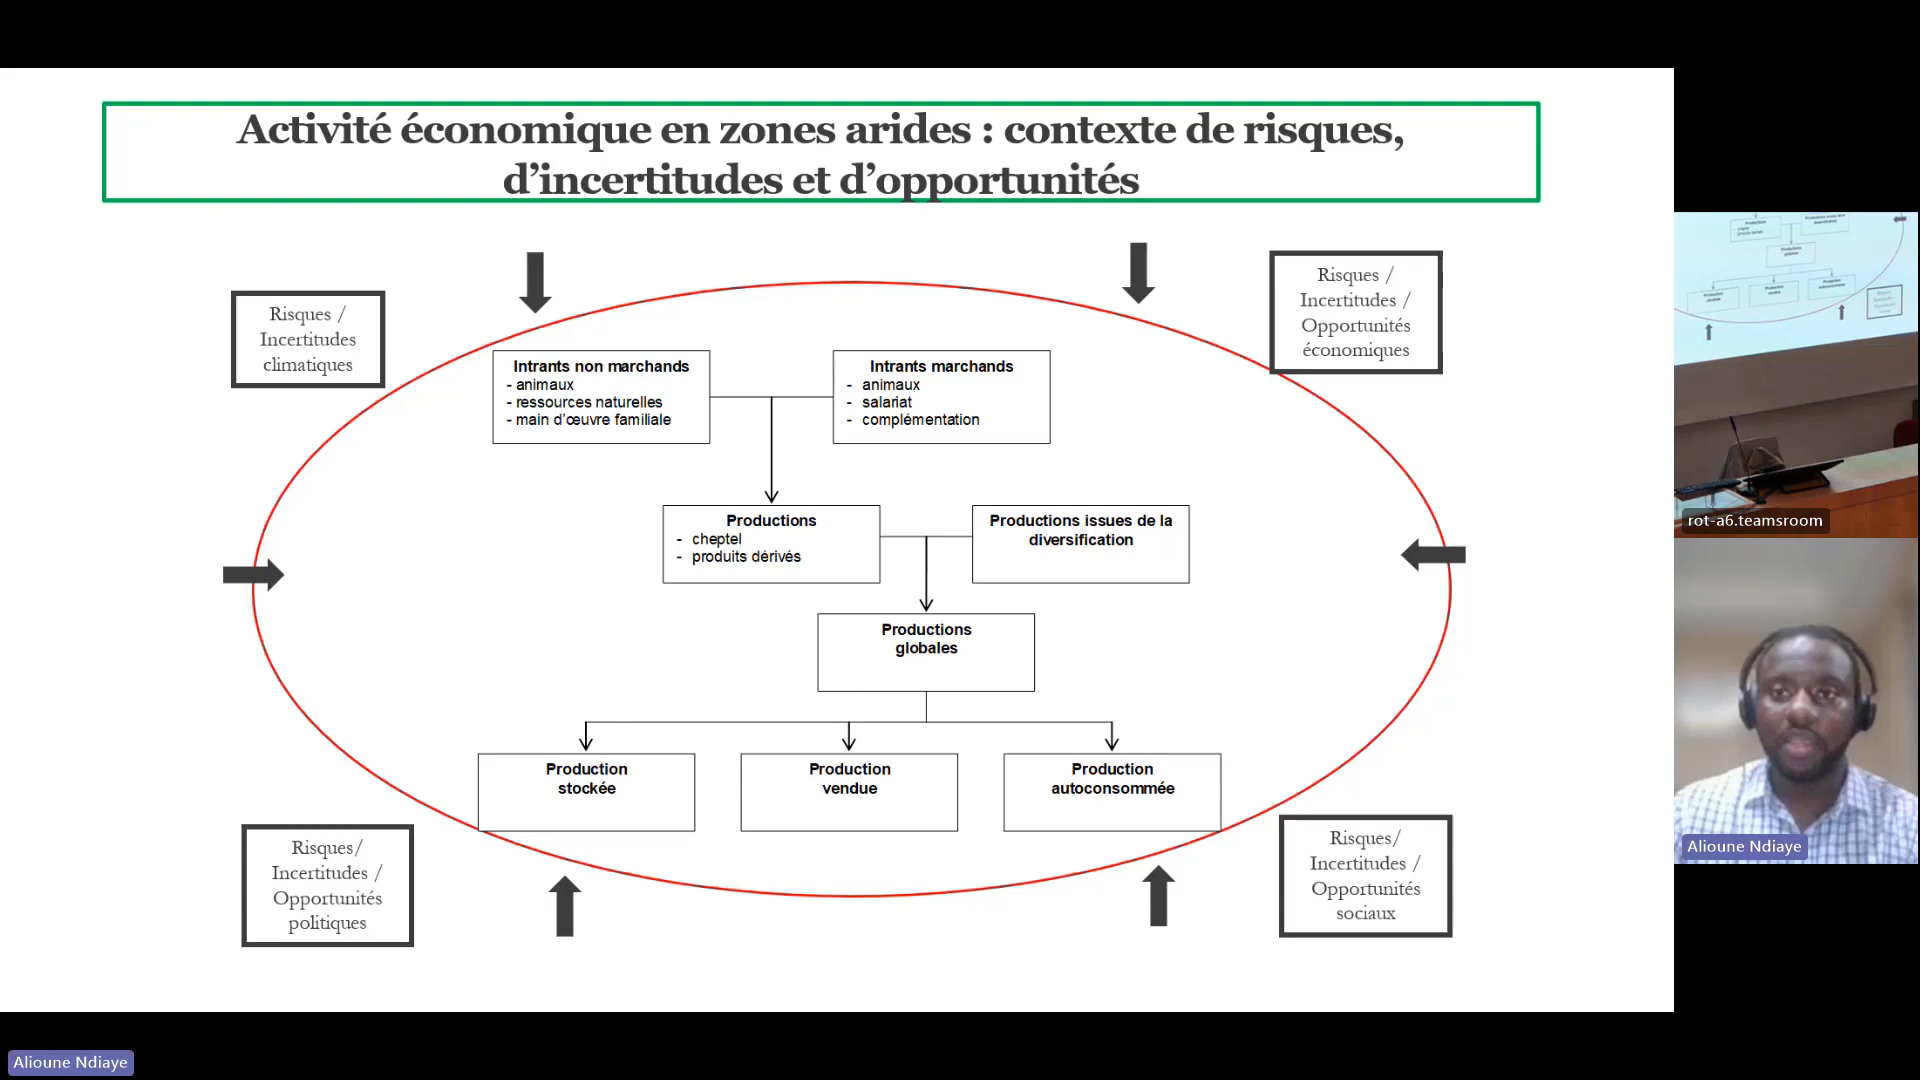 Activité économique en zones arides : contexte de risques,
d’incertitudes et d’opportunités
Risques /
Incertitudes
climatiques
Risques /
Incertitudes /
Opportunités
économiques
Intrants non marchands
- animaux
- ressources naturelles
- main d’œuvre familiale
Intrants marchands
- animaux
- salariat
- complémentation
Productions
- cheptel
- produits dérivés
Productions issues de la
diversification
Productions
globales
Production
stockée
Production
vendue
Production
autoconsommée
Risques/
Incertitudes /
Opportunités
politiques
Risques/
Incertitudes /
Opportunités
sociaux
rot-a6.teamsroom
Alioune Ndiaye
Alioune Ndiaye